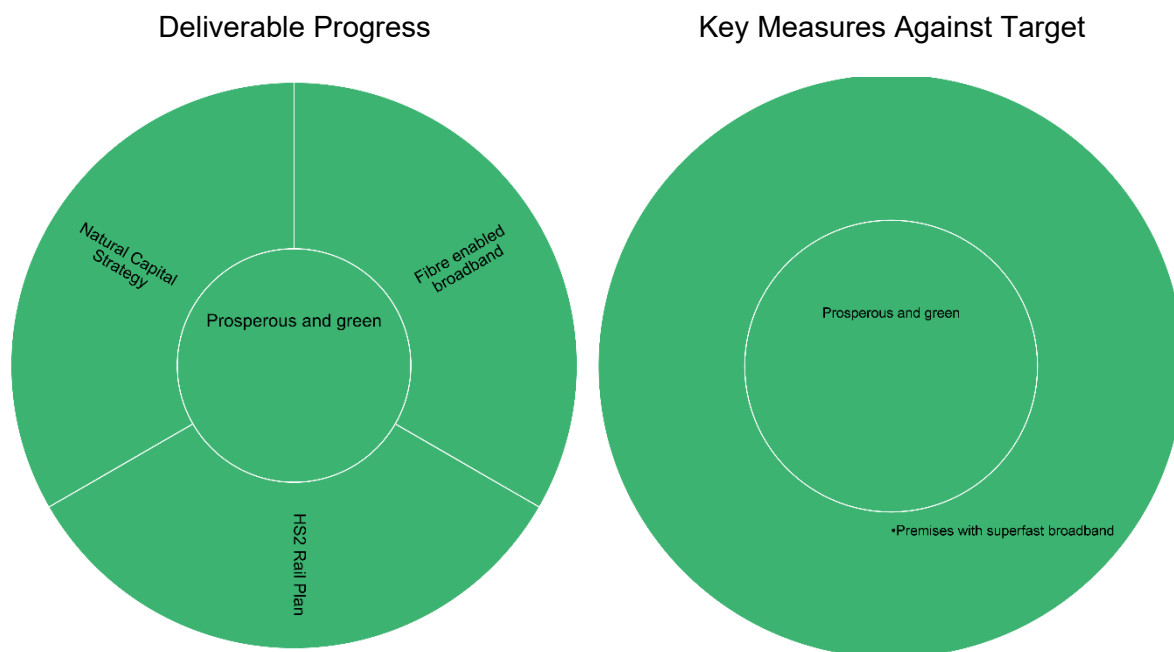 Deliverable Progress
Key Measures Against Target
Natural Capital
Strategy
Fibre enabled
broadband
Prosperous and green
HS2 Rail Plan
Prosperous and green
•Premises with superfast broadband